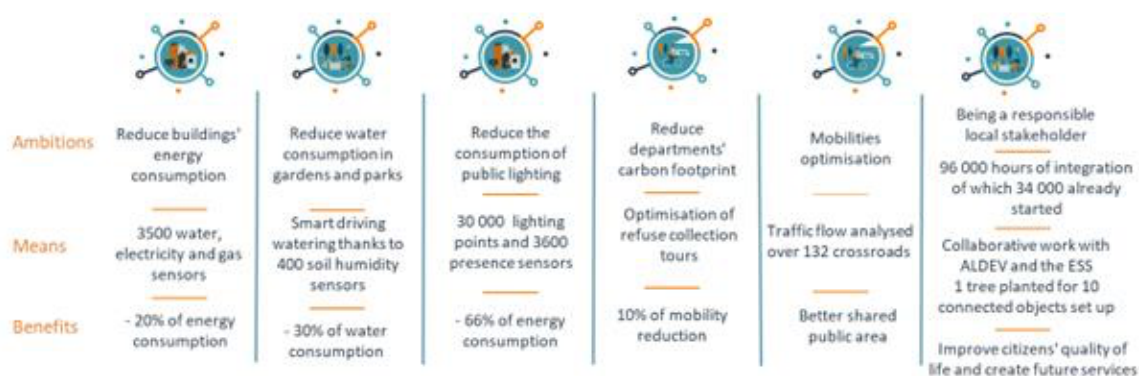 Ambitions
Reduce buildings'
energy
consumption
Reduce water
consumption in
gardens and parks
Reduce the
consumption of
public lighting
Reduce
departments'
carbon footprint
Mobilities
optimisation
Being a responsible
local stakeholder
96 000 hours of integration
of which 34 000 already
started
Means
3500 water,
electricity and gas
sensors
Smart driving
watering thanks to
400 soil humidity
sensors
30 000 lighting
points and 3600
presence sensors
Optimisation of
refuse collection
tours
Traffic flow analysed
over 132 crossroads
Collaborative work with
ALDEV and the ESS
1 tree planted for 10
connected objects set up
Benefits
- 20% of energy
consumption
- 30% of water
consumption
- 66% of energy
consumption
10% of mobility
reduction
Better shared
public area
Improve citizens' quality of
life and create future services